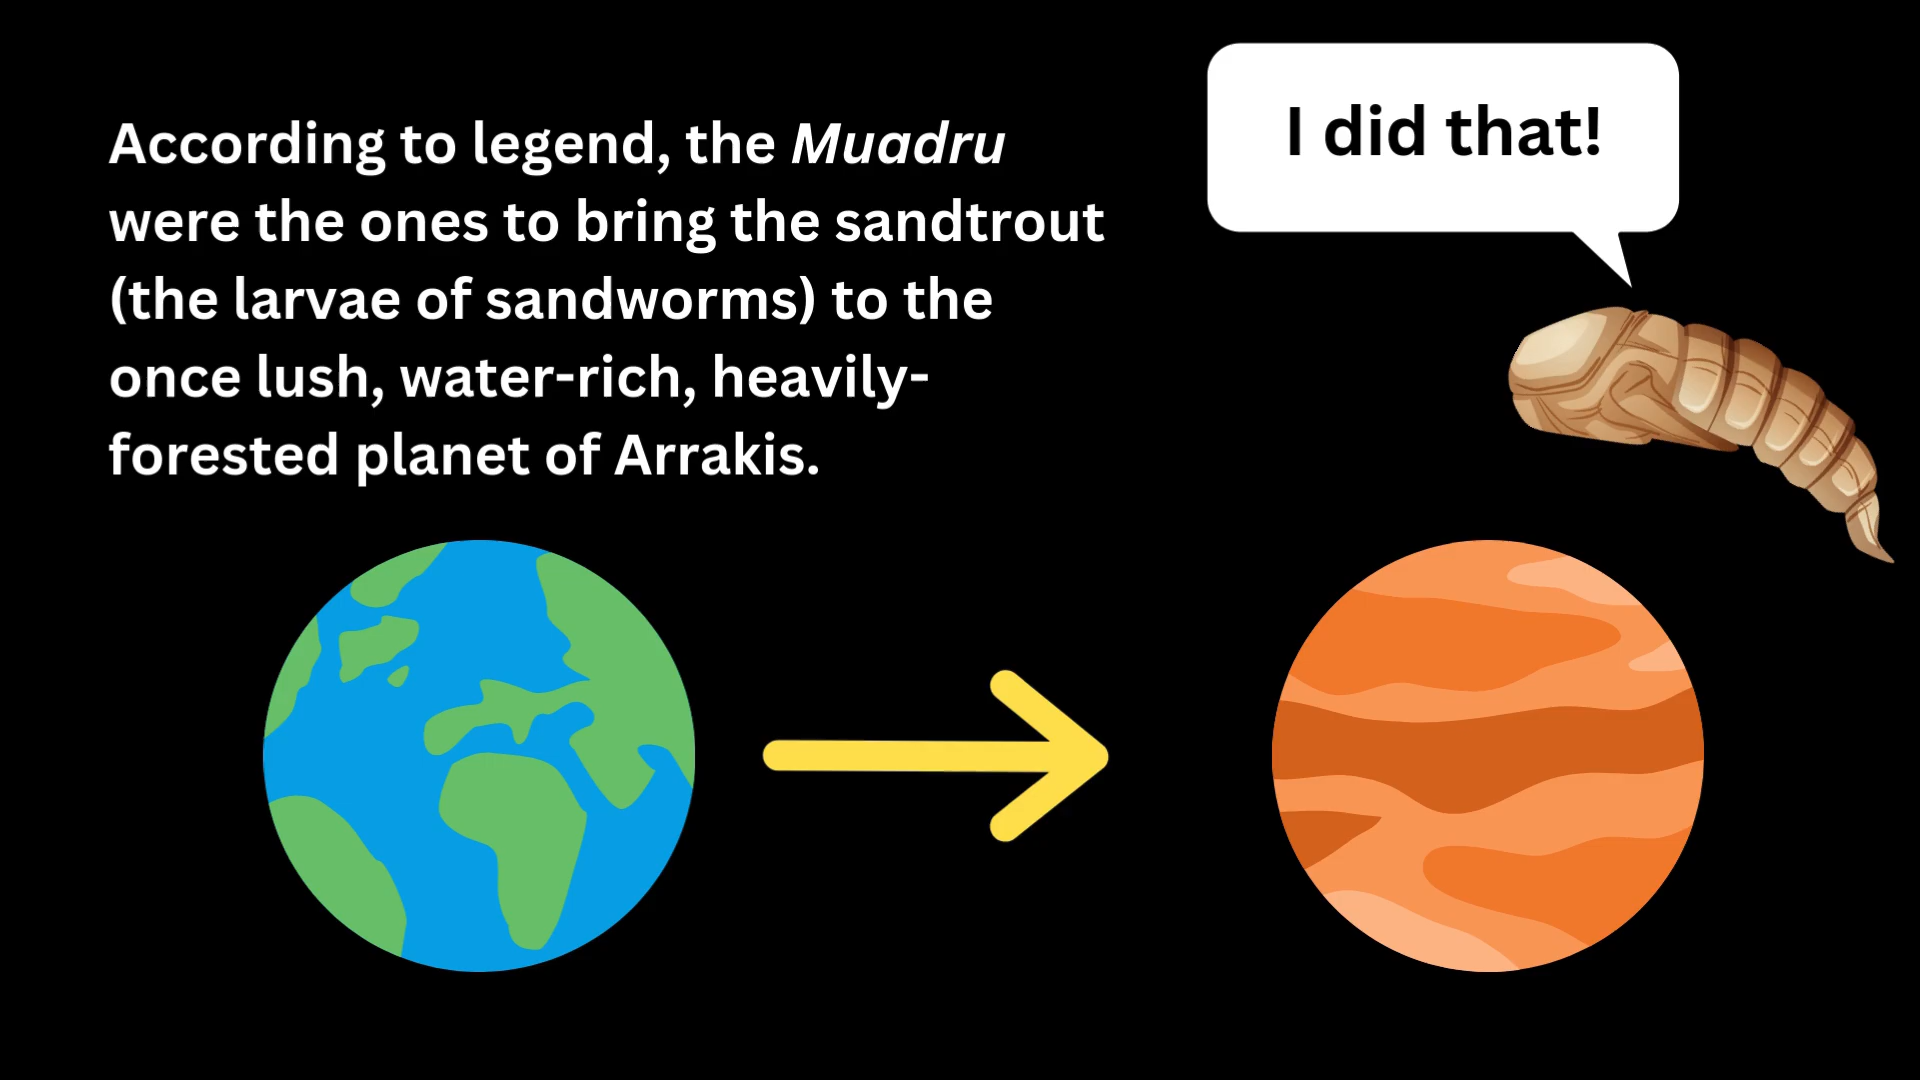 According to legend, the Muadru
were the ones to bring the sandtrout
(the larvae of sandworms) to the
once lush, water-rich, heavily-
forested planet of Arrakis.
I did that!